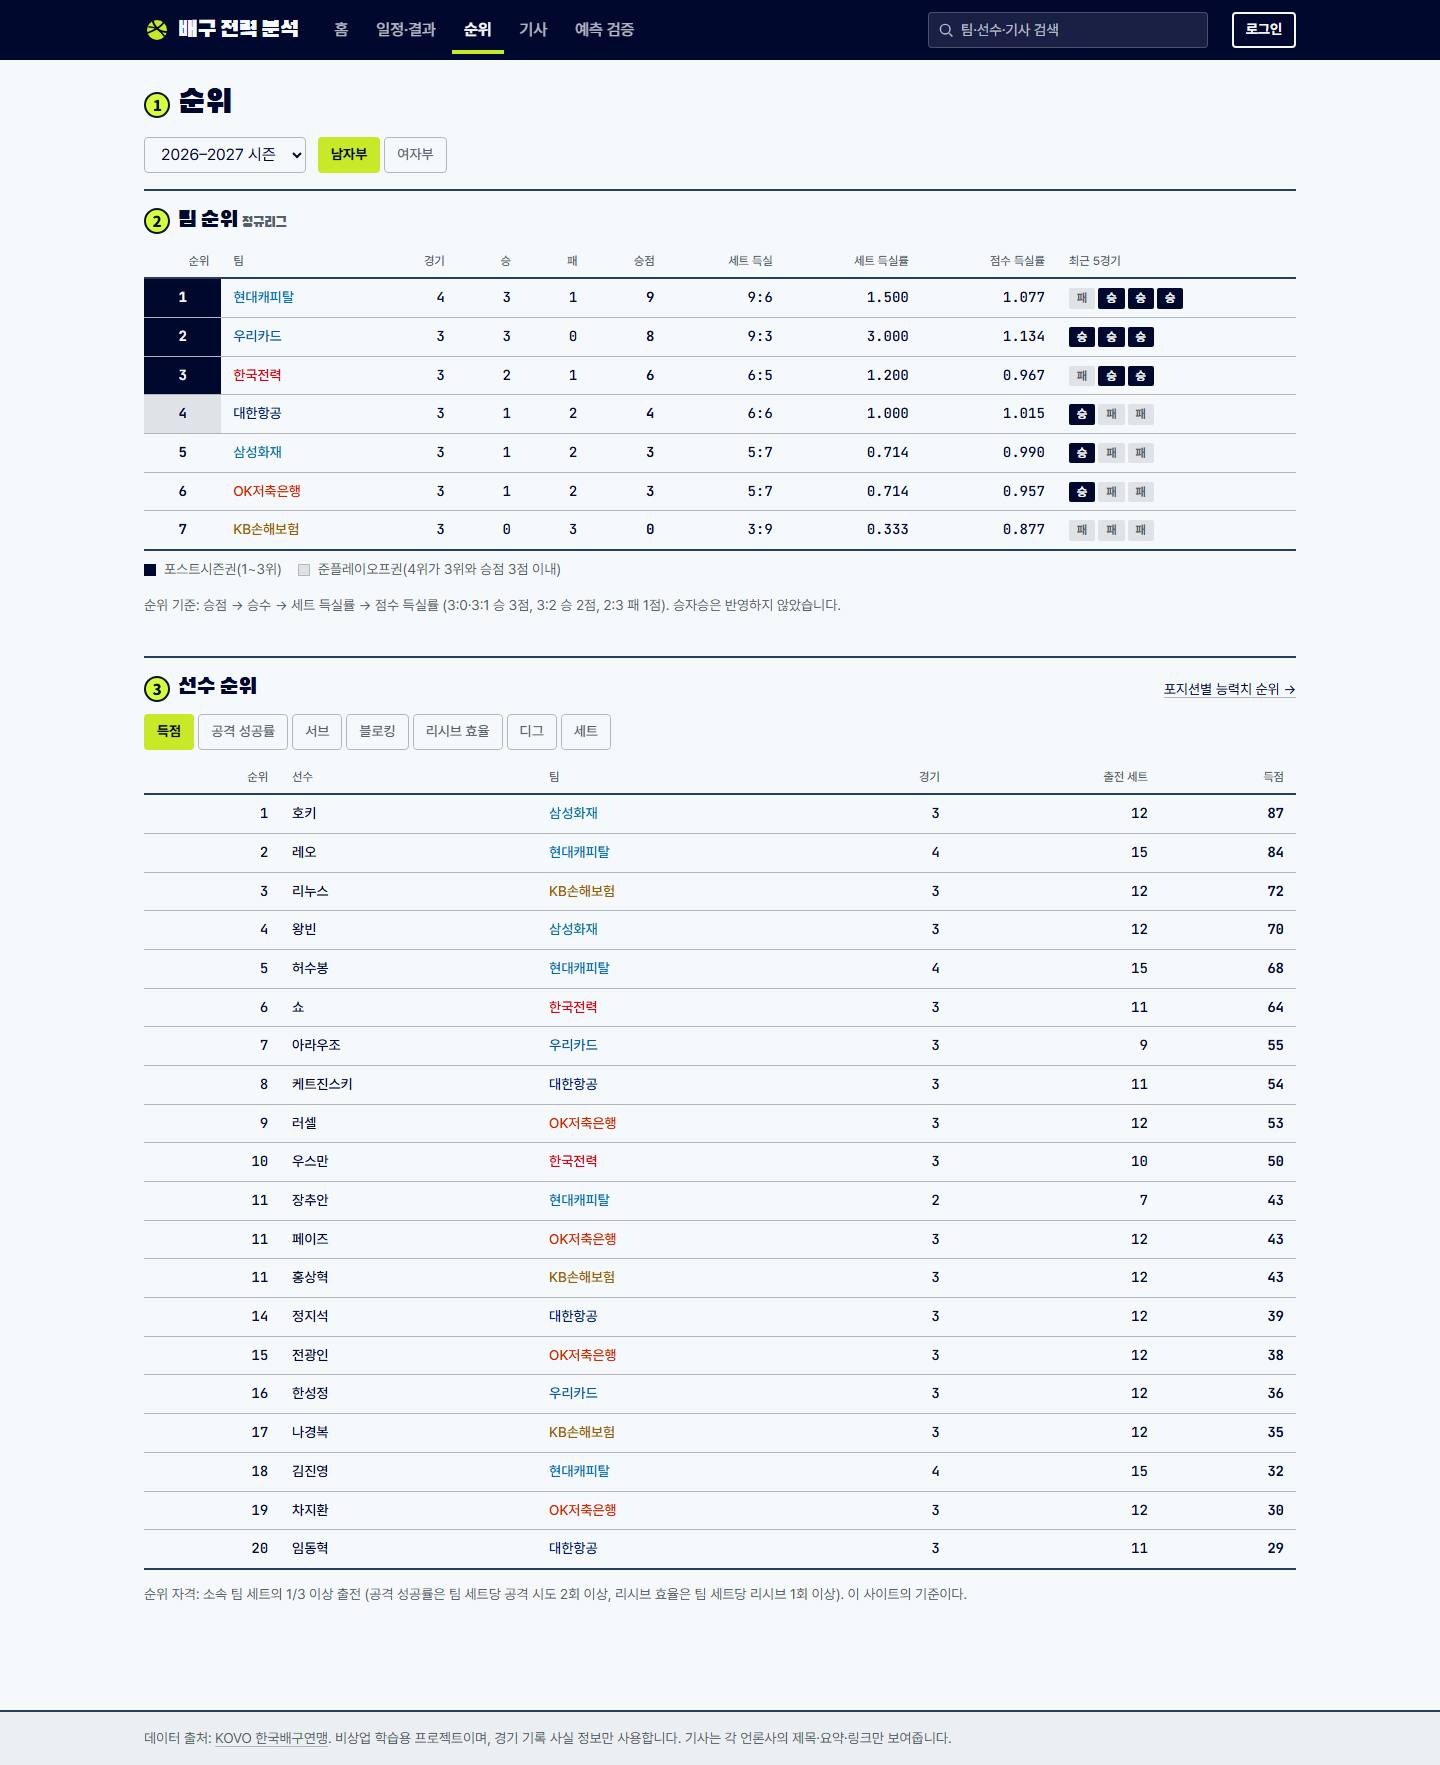 배구 전력 분석 홈 일정·결과 순위 기사 예측 검증 팀·선수·기사 검색 로그인
1 순위
2026–2027 시즌 남자부 여자부
2 팀 순위 정규리그
순위 팀 경기 승 패 승점 세트 득실 세트 득실률 점수 득실률 최근 5경기
1 현대캐피탈 4 3 1 9 9:6 1.500 1.077 패 승 승 승
2 우리카드 3 3 0 8 9:3 3.000 1.134 승 승 승
3 한국전력 3 2 1 6 6:5 1.200 0.967 패 승 승
4 대한항공 3 1 2 4 6:6 1.000 1.015 승 패 패
5 삼성화재 3 1 2 3 5:7 0.714 0.990 승 패 패
6 OK저축은행 3 1 2 3 5:7 0.714 0.957 승 패 패
7 KB손해보험 3 0 3 0 3:9 0.333 0.877 패 패 패
포스트시즌권(1~3위) 준플레이오프권(4위가 3위와 승점 3점 이내)
순위 기준: 승점 → 승수 → 세트 득실률 → 점수 득실률 (3:0·3:1 승 3점, 3:2 승 2점, 2:3 패 1점). 승자승은 반영하지 않았습니다.
3 선수 순위 포지션별 능력치 순위 →
득점 공격 성공률 서브 블로킹 리시브 효율 디그 세트
순위 선수 팀 경기 출전 세트 득점
1 호키 삼성화재 3 12 87
2 레오 현대캐피탈 4 15 84
3 리누스 KB손해보험 3 12 72
4 왕빈 삼성화재 3 12 70
5 허수봉 현대캐피탈 4 15 68
6 쇼 한국전력 3 11 64
7 아라우조 우리카드 3 9 55
8 케트진스키 대한항공 3 11 54
9 러셀 OK저축은행 3 12 53
10 우스만 한국전력 3 10 50
11 장추안 현대캐피탈 2 7 43
11 페이즈 OK저축은행 3 12 43
11 홍상혁 KB손해보험 3 12 43
14 정지석 대한항공 3 12 39
15 전광인 OK저축은행 3 12 38
16 한성정 우리카드 3 12 36
17 나경복 KB손해보험 3 12 35
18 김진영 현대캐피탈 4 15 32
19 차지환 OK저축은행 3 12 30
20 임동혁 대한항공 3 11 29
순위 자격: 소속 팀 세트의 1/3 이상 출전 (공격 성공률은 팀 세트당 공격 시도 2회 이상, 리시브 효율은 팀 세트당 리시브 1회 이상). 이 사이트의 기준이다.
데이터 출처: KOVO 한국배구연맹. 비상업 학습용 프로젝트이며, 경기 기록 사실 정보만 사용합니다. 기사는 각 언론사의 제목·요약·링크만 보여줍니다.